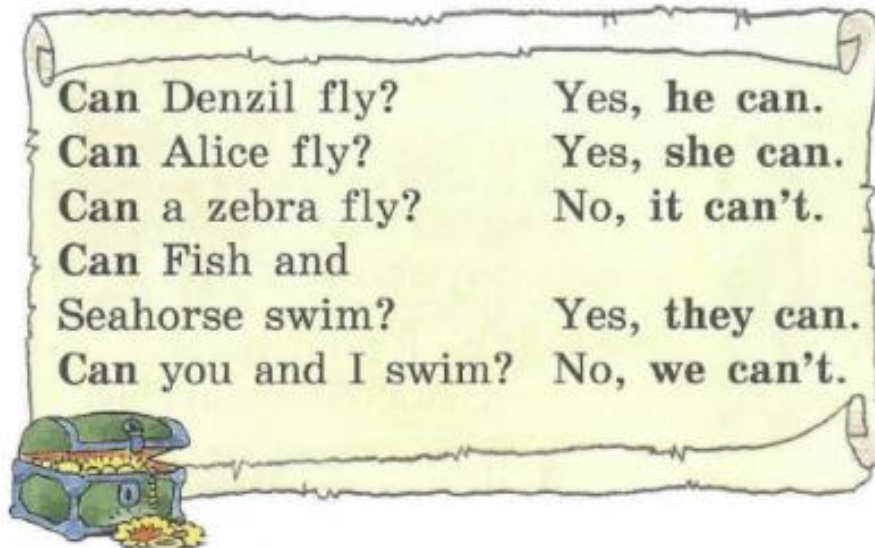 Can Denzil fly? Yes, he can.
Can Alice fly? Yes, she can.
Can a zebra fly? No, it can't.
Can Fish and
Seahorse swim? Yes, they can.
Can you and I swim? No, we can't.